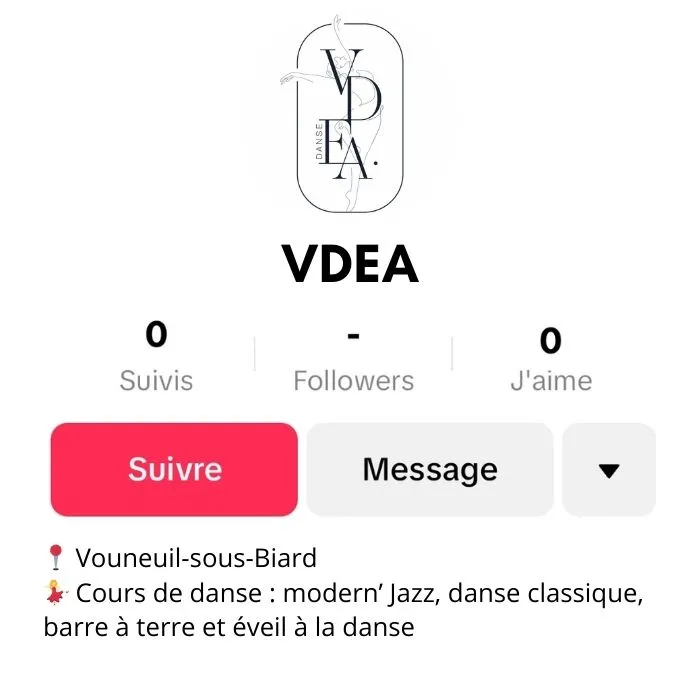 V
D
DANSE
E
A.
VDEA
0
-
0
Suivis
Followers
J'aime
Suivre
Message
📍 Vouneuil-sous-Biard
💃 Cours de danse : modern’ Jazz, danse classique,
barre à terre et éveil à la danse